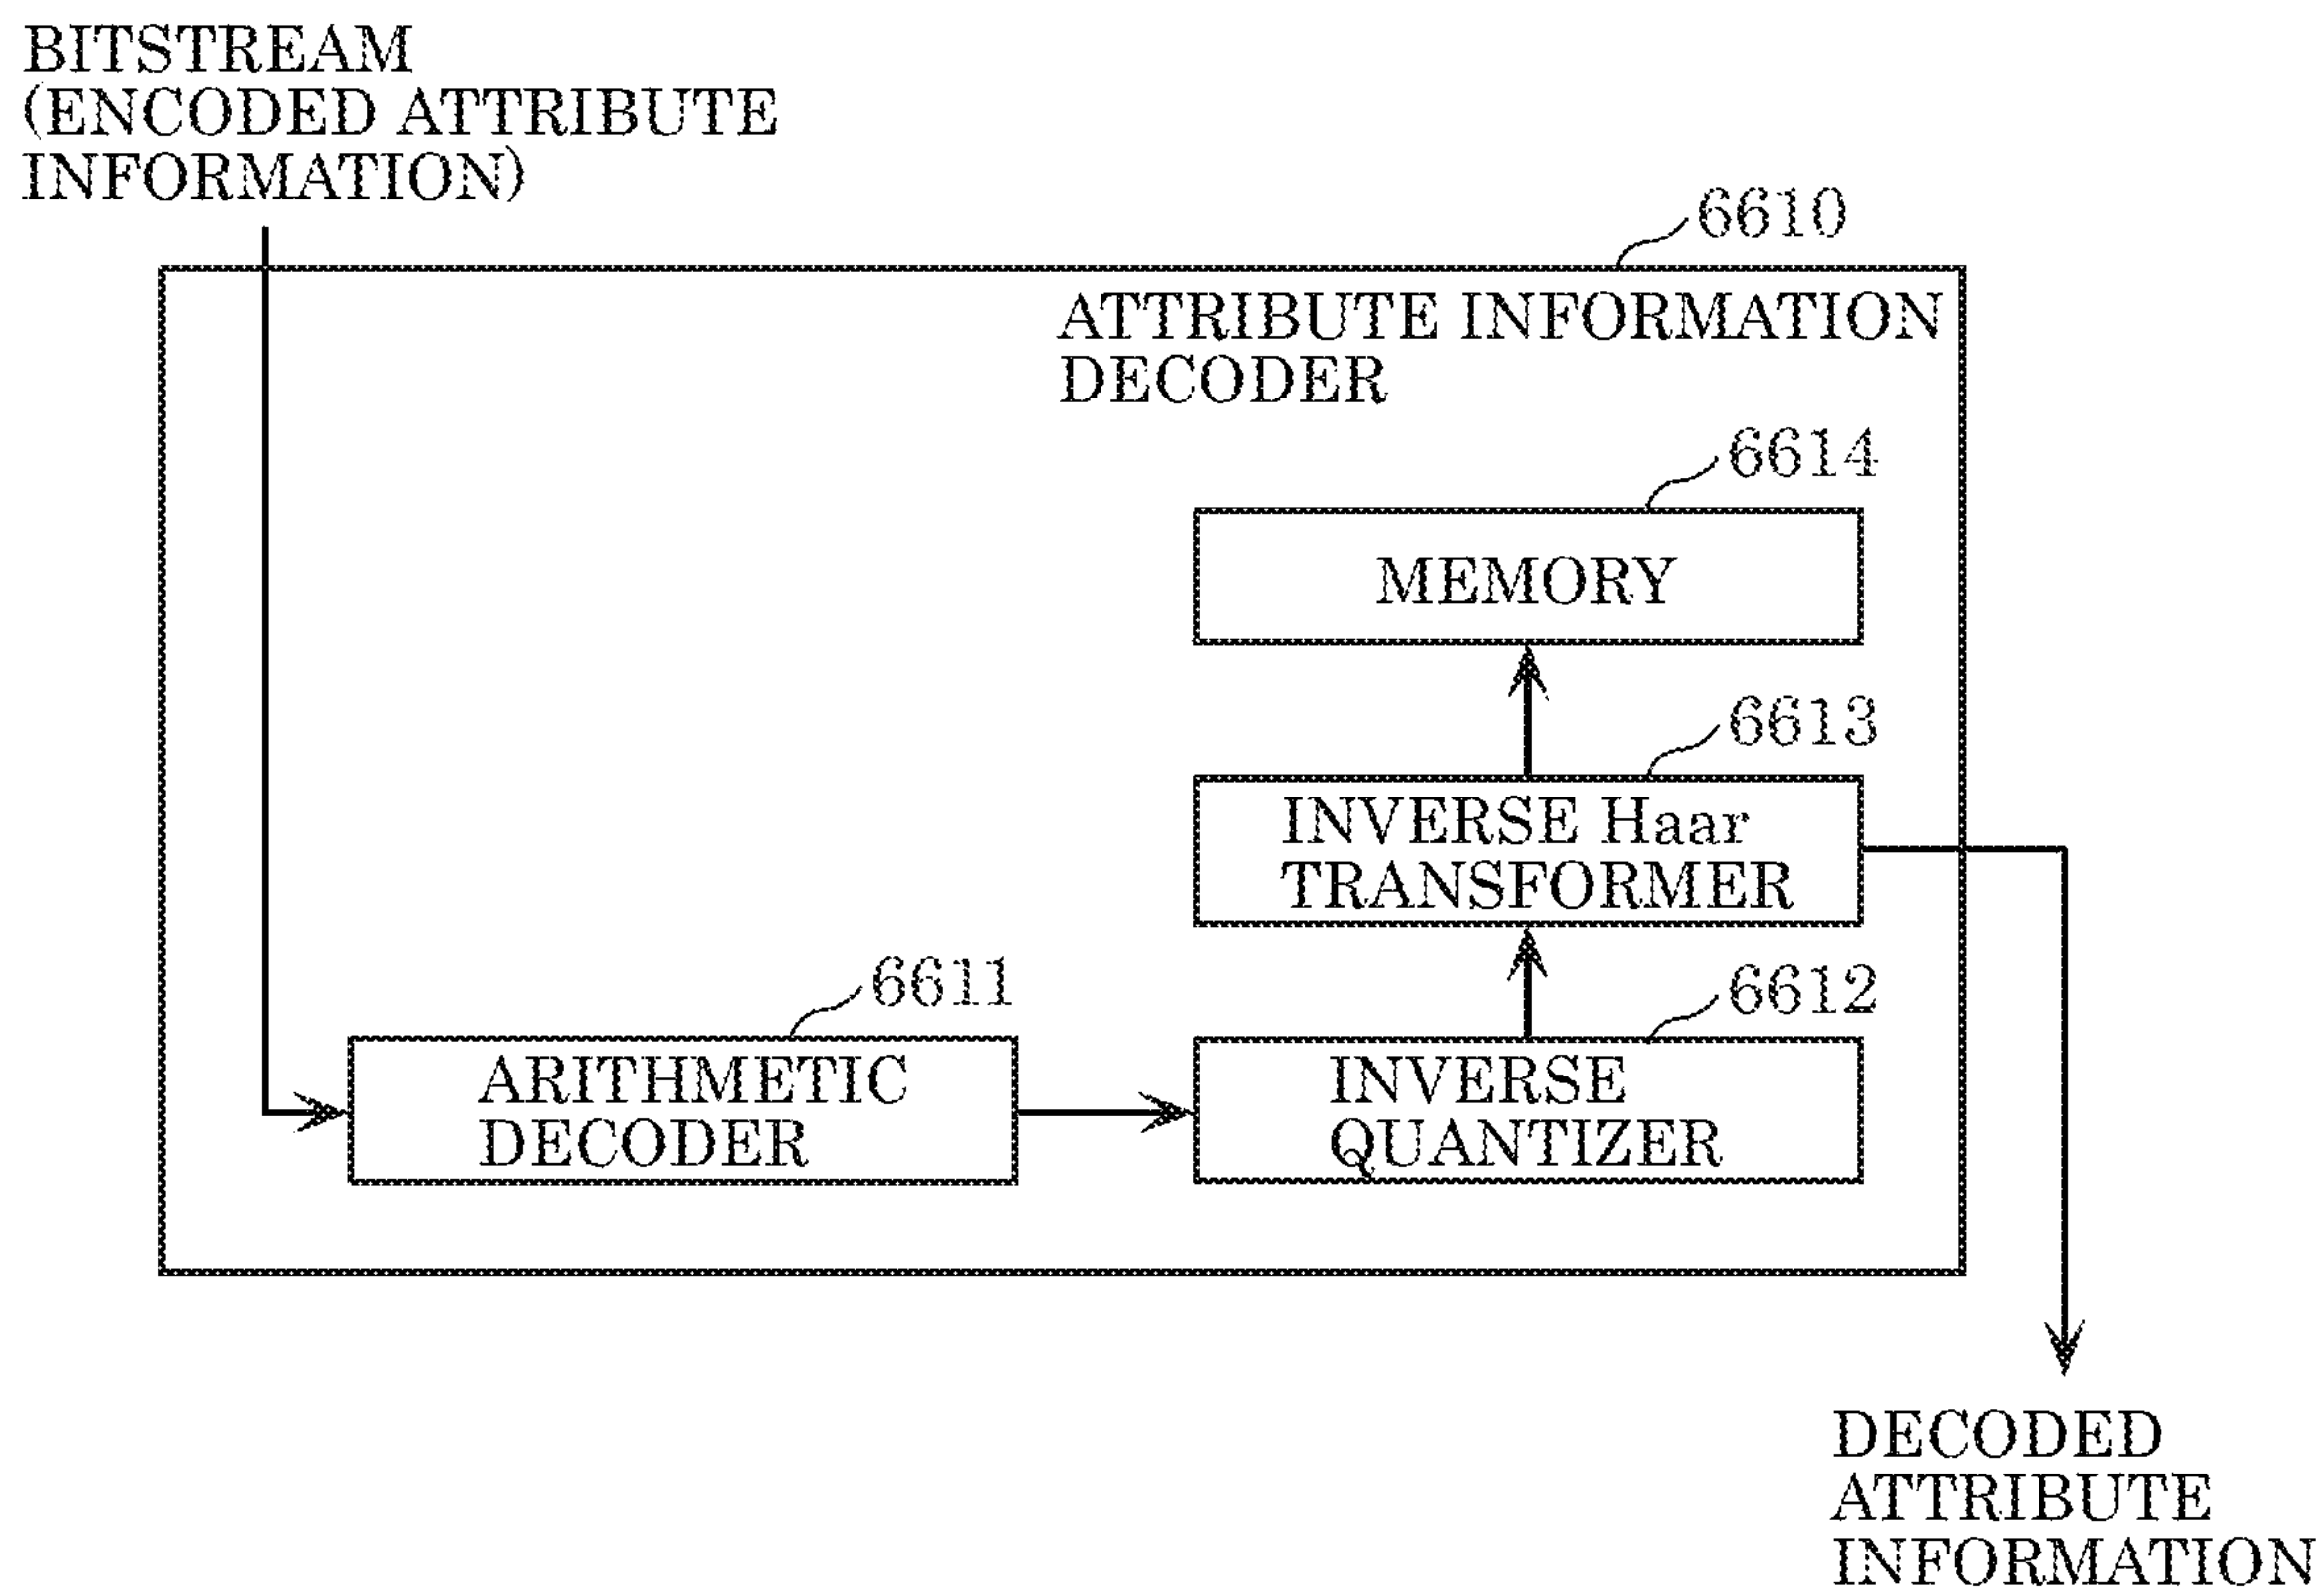 BITSTREAM
(ENCODED ATTRIBUTE
INFORMATION)
6610
ATTRIBUTE INFORMATION
DECODER
6614
MEMORY
6613
INVERSE Haar
TRANSFORMER
6611
ARITHMETIC
DECODER
6612
INVERSE
QUANTIZER
DECODED
ATTRIBUTE
INFORMATION